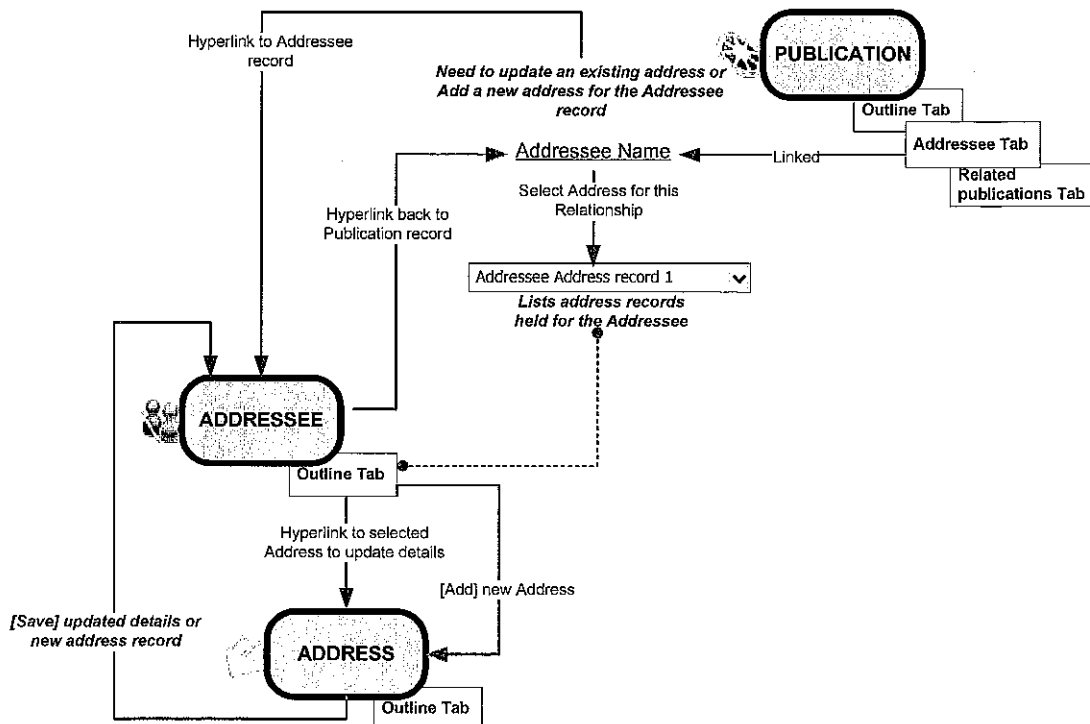 Hyperlink to Addressee
record
PUBLICATION
Need to update an existing address or
Add a new address for the Addressee
record
Outline Tab
Addressee Tab
Related
publications Tab
Addressee Name
Linked
Select Address for this
Relationship
Hyperlink back to
Publication record
Addressee Address record 1
Lists address records
held for the Addressee
ADDRESSEE
Outline Tab
Hyperlink to selected
Address to update details
[Add] new Address
[Save] updated details or
new address record
ADDRESS
Outline Tab